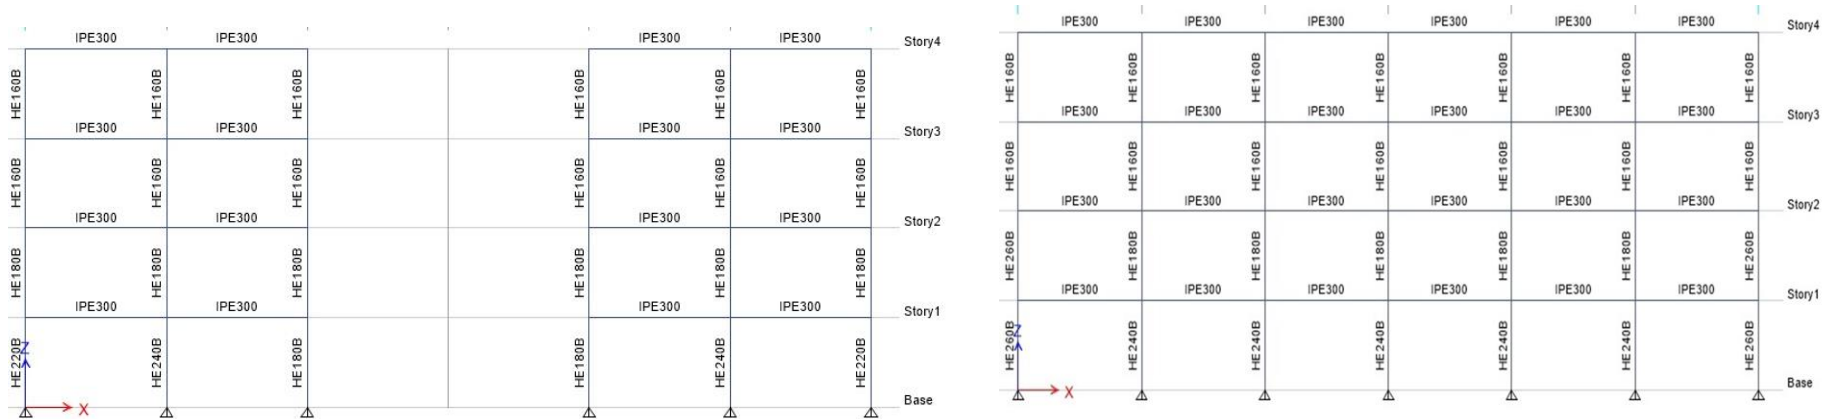 IPE300 IPE300 IPE300 IPE300 Story4
HE160B HE160B HE160B HE160B HE160B HE160B
IPE300 IPE300 IPE300 IPE300 Story3
HE160B HE160B HE160B HE160B HE160B HE160B
IPE300 IPE300 IPE300 IPE300 Story2
HE180B HE180B HE180B HE180B HE180B HE180B
IPE300 IPE300 IPE300 IPE300 Story1
HE220B HE240B HE180B HE180B HE240B HE220B
Z
X Base
IPE300 IPE300 IPE300 IPE300 IPE300 IPE300 Story4
HE160B HE160B HE160B HE160B HE160B HE160B HE160B
IPE300 IPE300 IPE300 IPE300 IPE300 IPE300 Story3
HE160B HE160B HE160B HE160B HE160B HE160B HE160B
IPE300 IPE300 IPE300 IPE300 IPE300 IPE300 Story2
HE260B HE180B HE180B HE180B HE180B HE180B HE260B
IPE300 IPE300 IPE300 IPE300 IPE300 IPE300 Story1
HE260B HE240B HE240B HE240B HE240B HE240B HE260B
Z
X Base